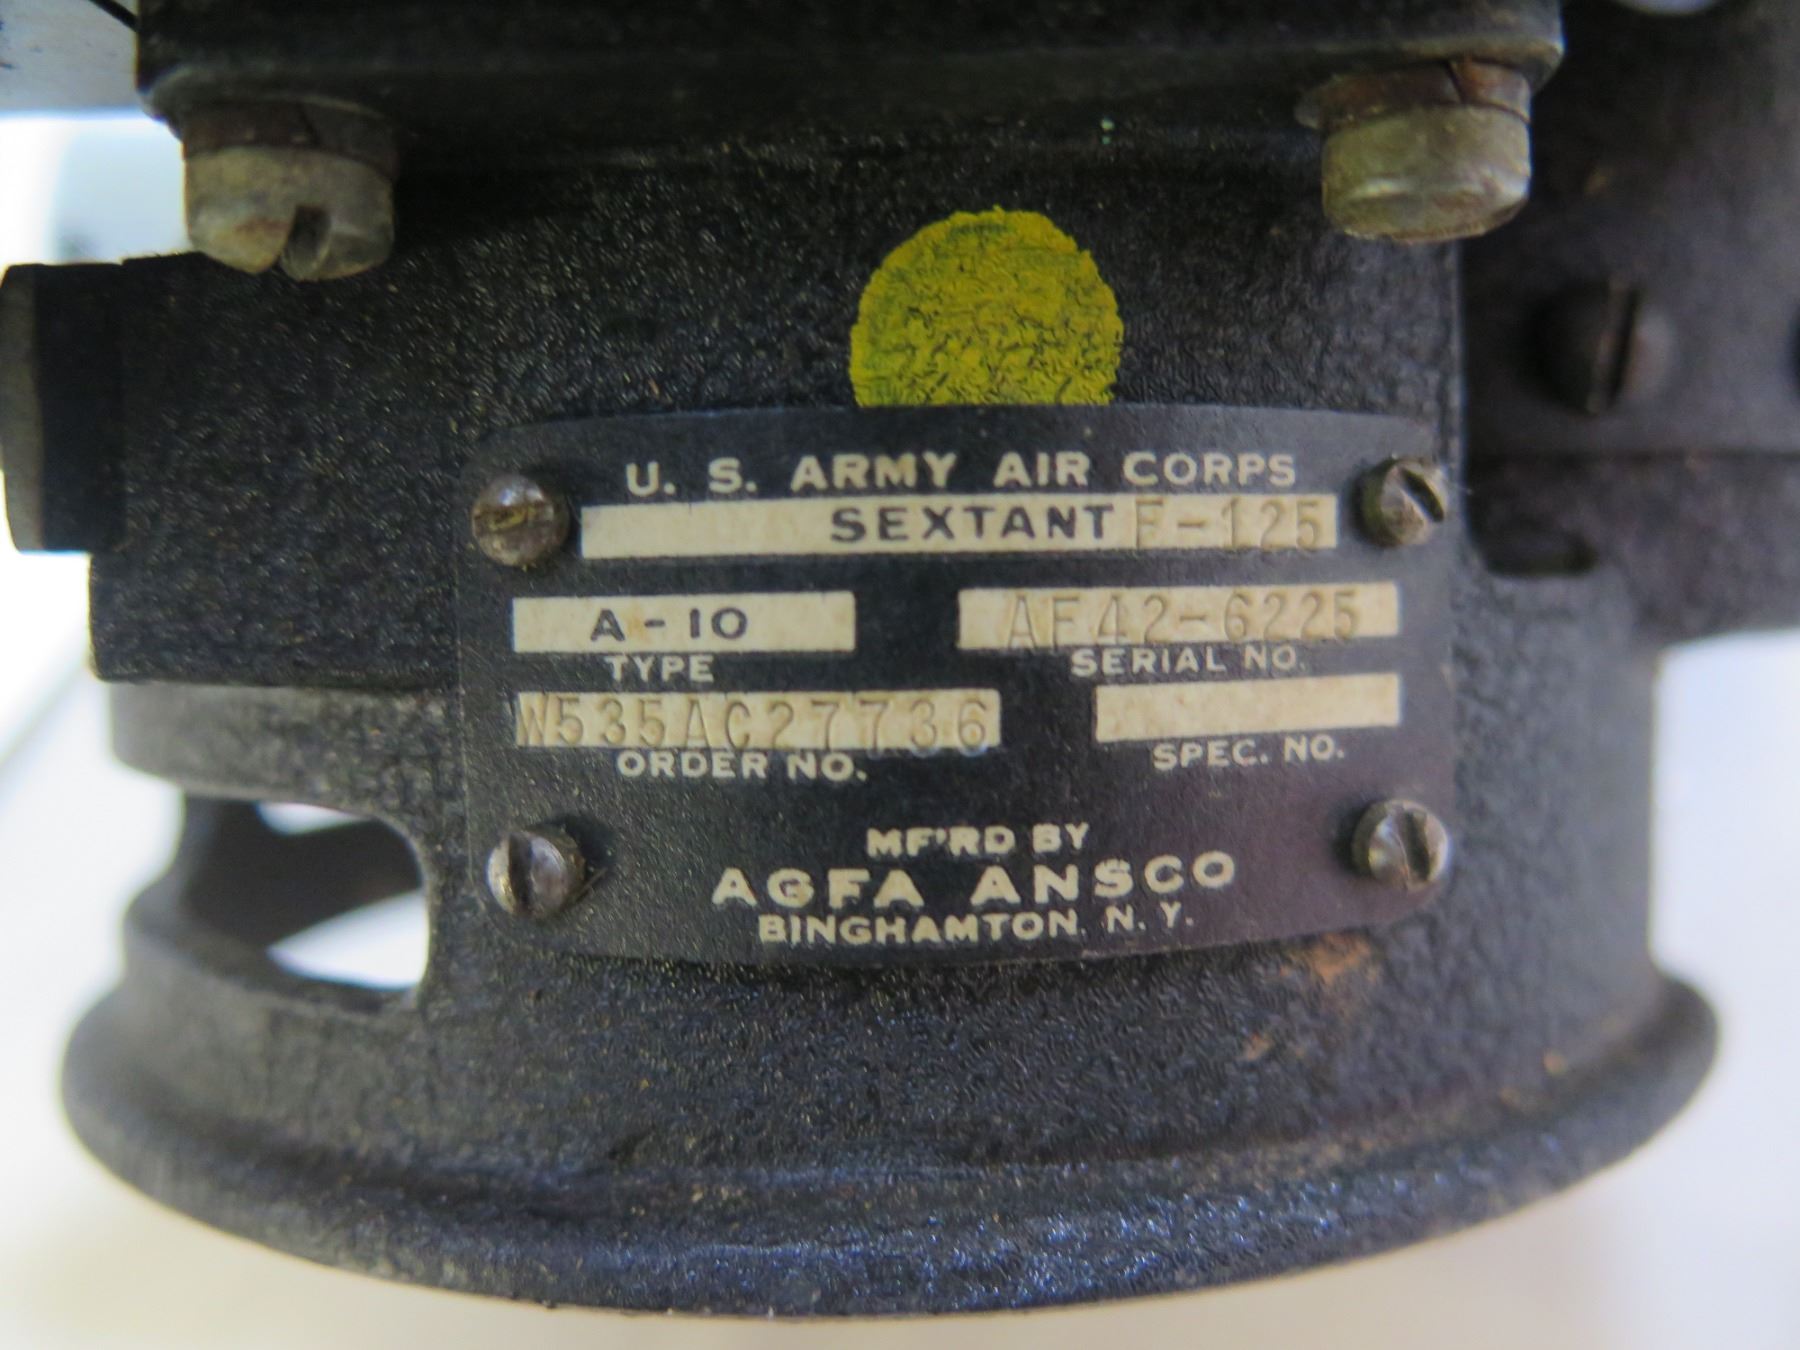 U. S. ARMY AIR CORPS
SEXTANT F-125
A-10 AF42-6225
TYPE SERIAL NO.
W535AC27736
ORDER NO. SPEC. NO.
MF'RD BY
AGFA ANSCO
BINGHAMTON, N. Y.